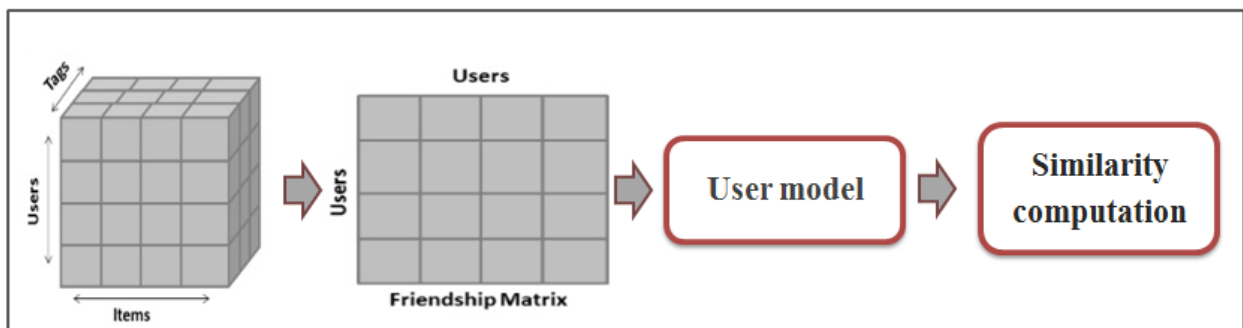 Tags
Users
Items
Users
Users
Friendship Matrix
User model
Similarity
computation